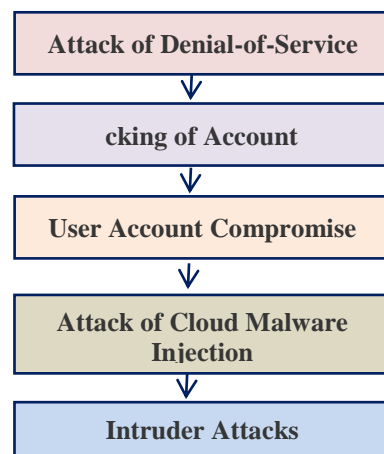 Attack of Denial-of-Service
cking of Account
User Account Compromise
Attack of Cloud Malware
Injection
Intruder Attacks